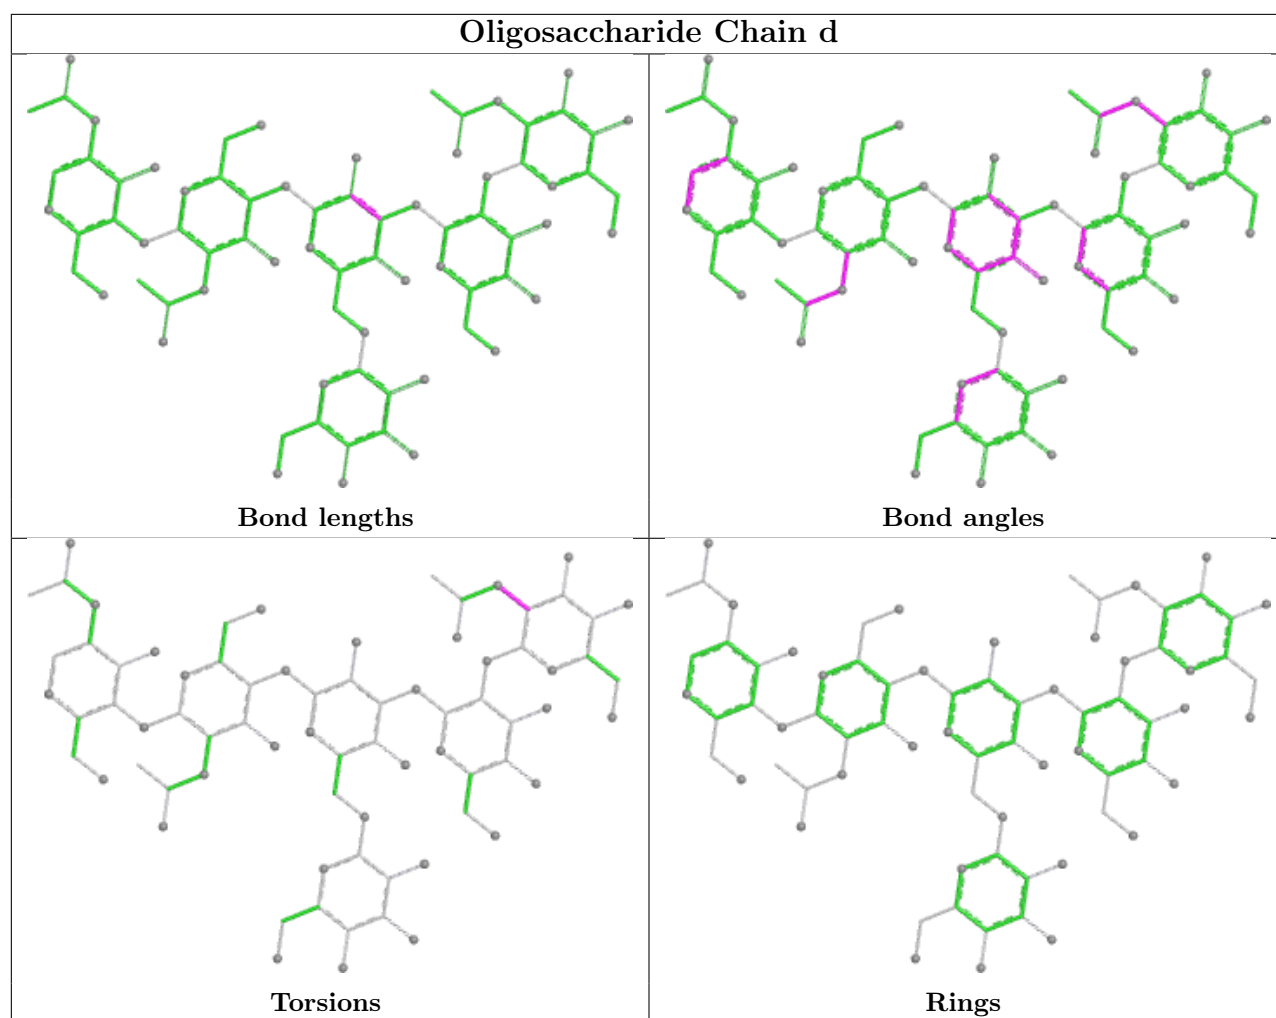 Oligosaccharide Chain d
Bond lengths
Bond angles
Torsions
Rings